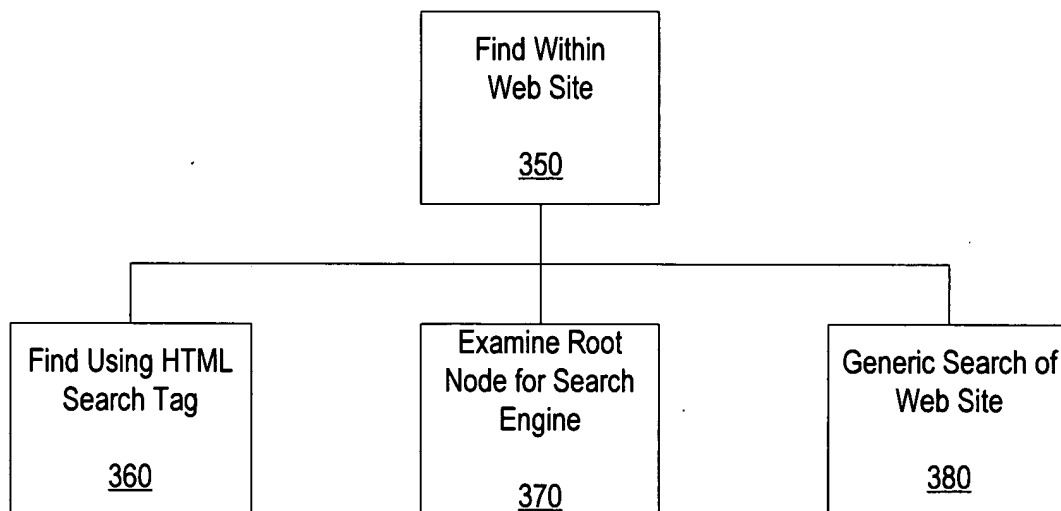 Find Within
Web Site
350
Find Using HTML
Search Tag
360
Examine Root
Node for Search
Engine
370
Generic Search of
Web Site
380